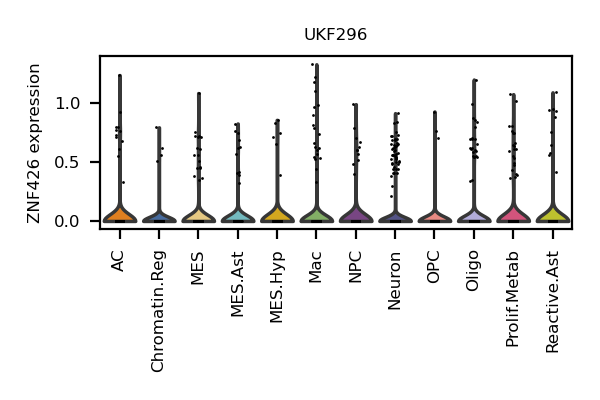 UKF296
ZNF426 expression
1.0
0.5
0.0
AC
Chromatin.Reg
MES
MES.Ast
MES.Hyp
Mac
NPC
Neuron
OPC
Oligo
Prolif.Metab
Reactive.Ast